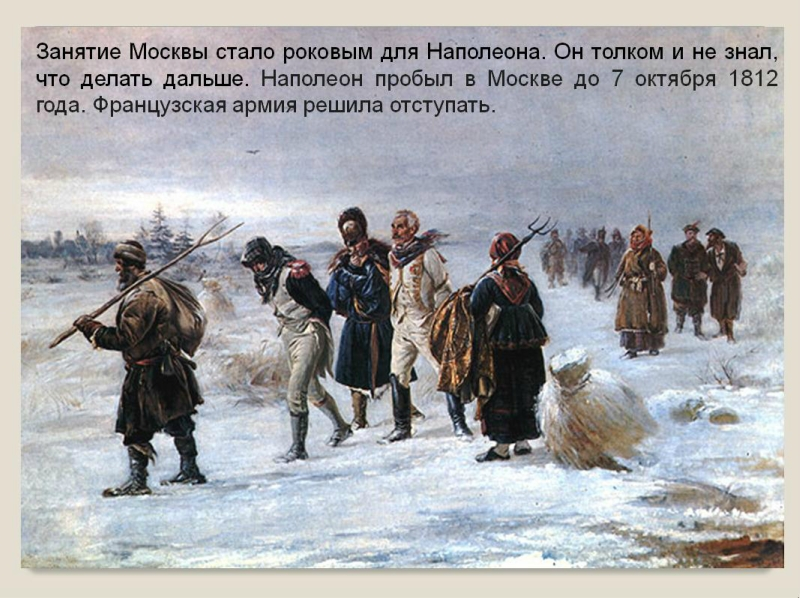 Занятие Москвы стало роковым для Наполеона. Он толком и не знал,
что делать дальше. Наполеон пробыл в Москве до 7 октября 1812
года. Французская армия решила отступать.